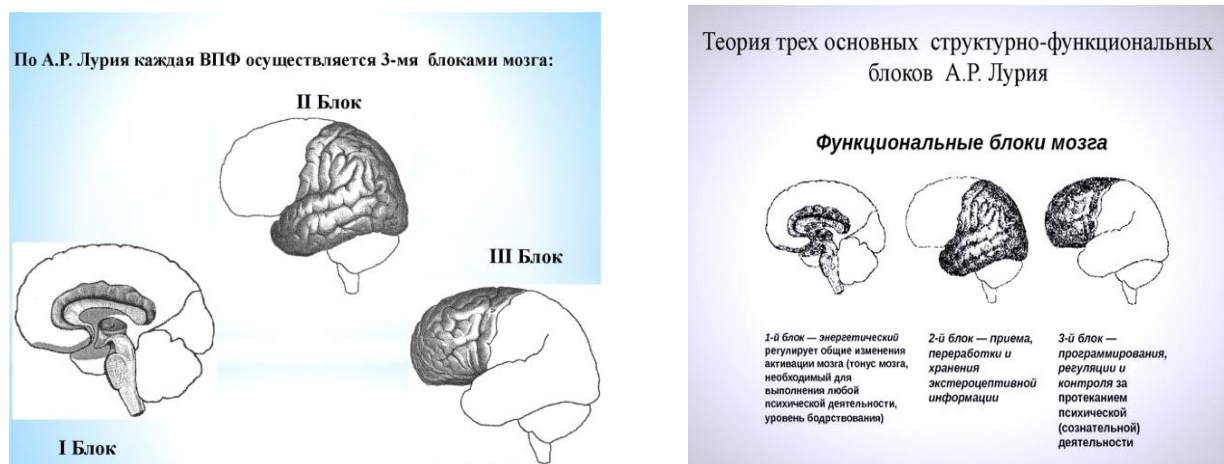 По А.Р. Лурия каждая ВПФ осуществляется 3-мя блоками мозга:
II Блок
III Блок
I Блок
Теория трех основных структурно-функциональных
блоков А.Р. Лурия
Функциональные блоки мозга
1-й блок — энергетический
регулирует общие изменения
активации мозга (тонус мозга,
необходимый для
выполнения любой
психической деятельности,
уровень бодрствования)
2-й блок — приема,
переработки и
хранения
экстероцептивной
информации
3-й блок —
программирования,
регуляции и
контроля за
протеканием
психической
(сознательной)
деятельности